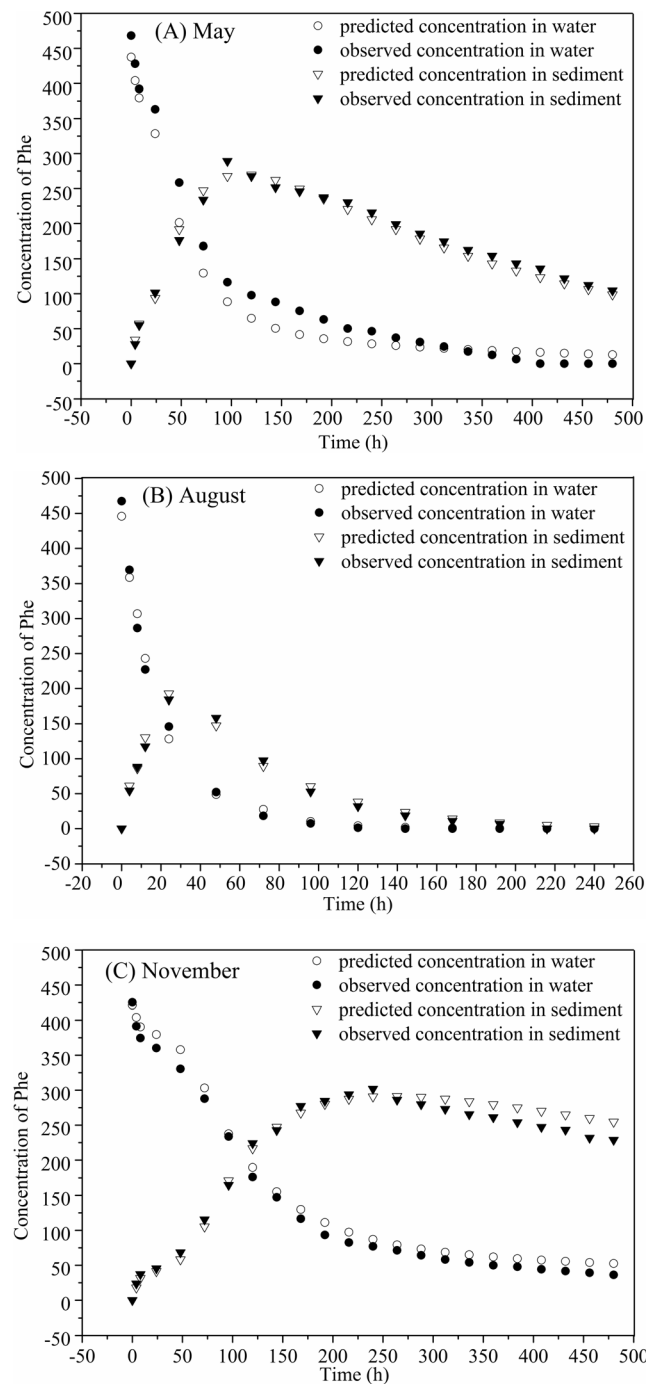 (A) May
predicted concentration in water
observed concentration in water
predicted concentration in sediment
observed concentration in sediment
500
450
400
350
300
250
200
150
100
50
0
-50
Concentration of Phe
-50 0 50 100 150 200 250 300 350 400 450 500
Time (h)
(B) August
predicted concentration in water
observed concentration in water
predicted concentration in sediment
observed concentration in sediment
500
450
400
350
300
250
200
150
100
50
0
-50
Concentration of Phe
-20 0 20 40 60 80 100 120 140 160 180 200 220 240 260
Time (h)
(C) November
predicted concentration in water
observed concentration in water
predicted concentration in sediment
observed concentration in sediment
500
450
400
350
300
250
200
150
100
50
0
-50
Concentration of Phe
-50 0 50 100 150 200 250 300 350 400 450 500
Time (h)